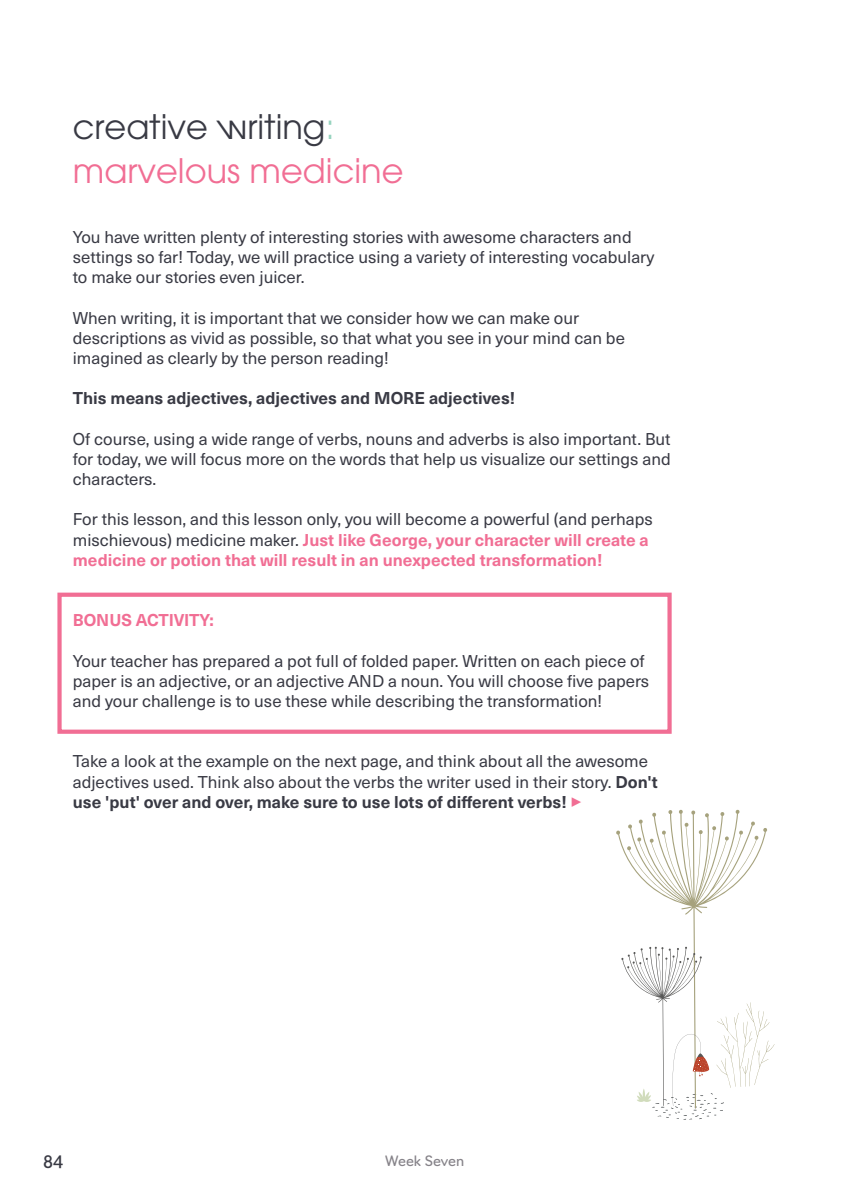 creative writing:
marvelous medicine
You have written plenty of interesting stories with awesome characters and
settings so far! Today, we will practice using a variety of interesting vocabulary
to make our stories even juicer.
When writing, it is important that we consider how we can make our
descriptions as vivid as possible, so that what you see in your mind can be
imagined as clearly by the person reading!
This means adjectives, adjectives and MORE adjectives!
Of course, using a wide range of verbs, nouns and adverbs is also important. But
for today, we will focus more on the words that help us visualize our settings and
characters.
For this lesson, and this lesson only, you will become a powerful (and perhaps
mischievous) medicine maker. Just like George, your character will create a
medicine or potion that will result in an unexpected transformation!
BONUS ACTIVITY:
Your teacher has prepared a pot full of folded paper. Written on each piece of
paper is an adjective, or an adjective AND a noun. You will choose five papers
and your challenge is to use these while describing the transformation!
Take a look at the example on the next page, and think about all the awesome
adjectives used. Think also about the verbs the writer used in their story. Don't
use 'put' over and over, make sure to use lots of different verbs! ▶
84
Week Seven